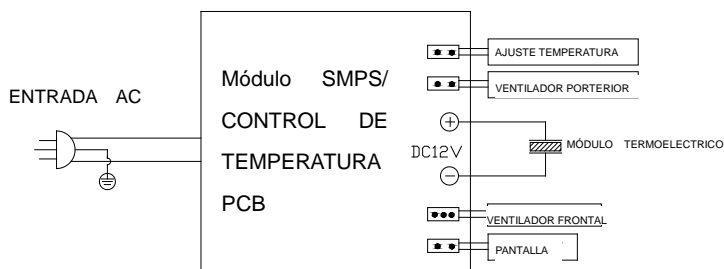 AJUSTE TEMPERATURA
Módulo SMPS/
VENTILADOR PORTERIOR
ENTRADA AC
CONTROL DE
DC12V
MÓDULO TERMOELECTRICO
TEMPERATURA
PCB
VENTILADOR FRONTAL
PANTALLA